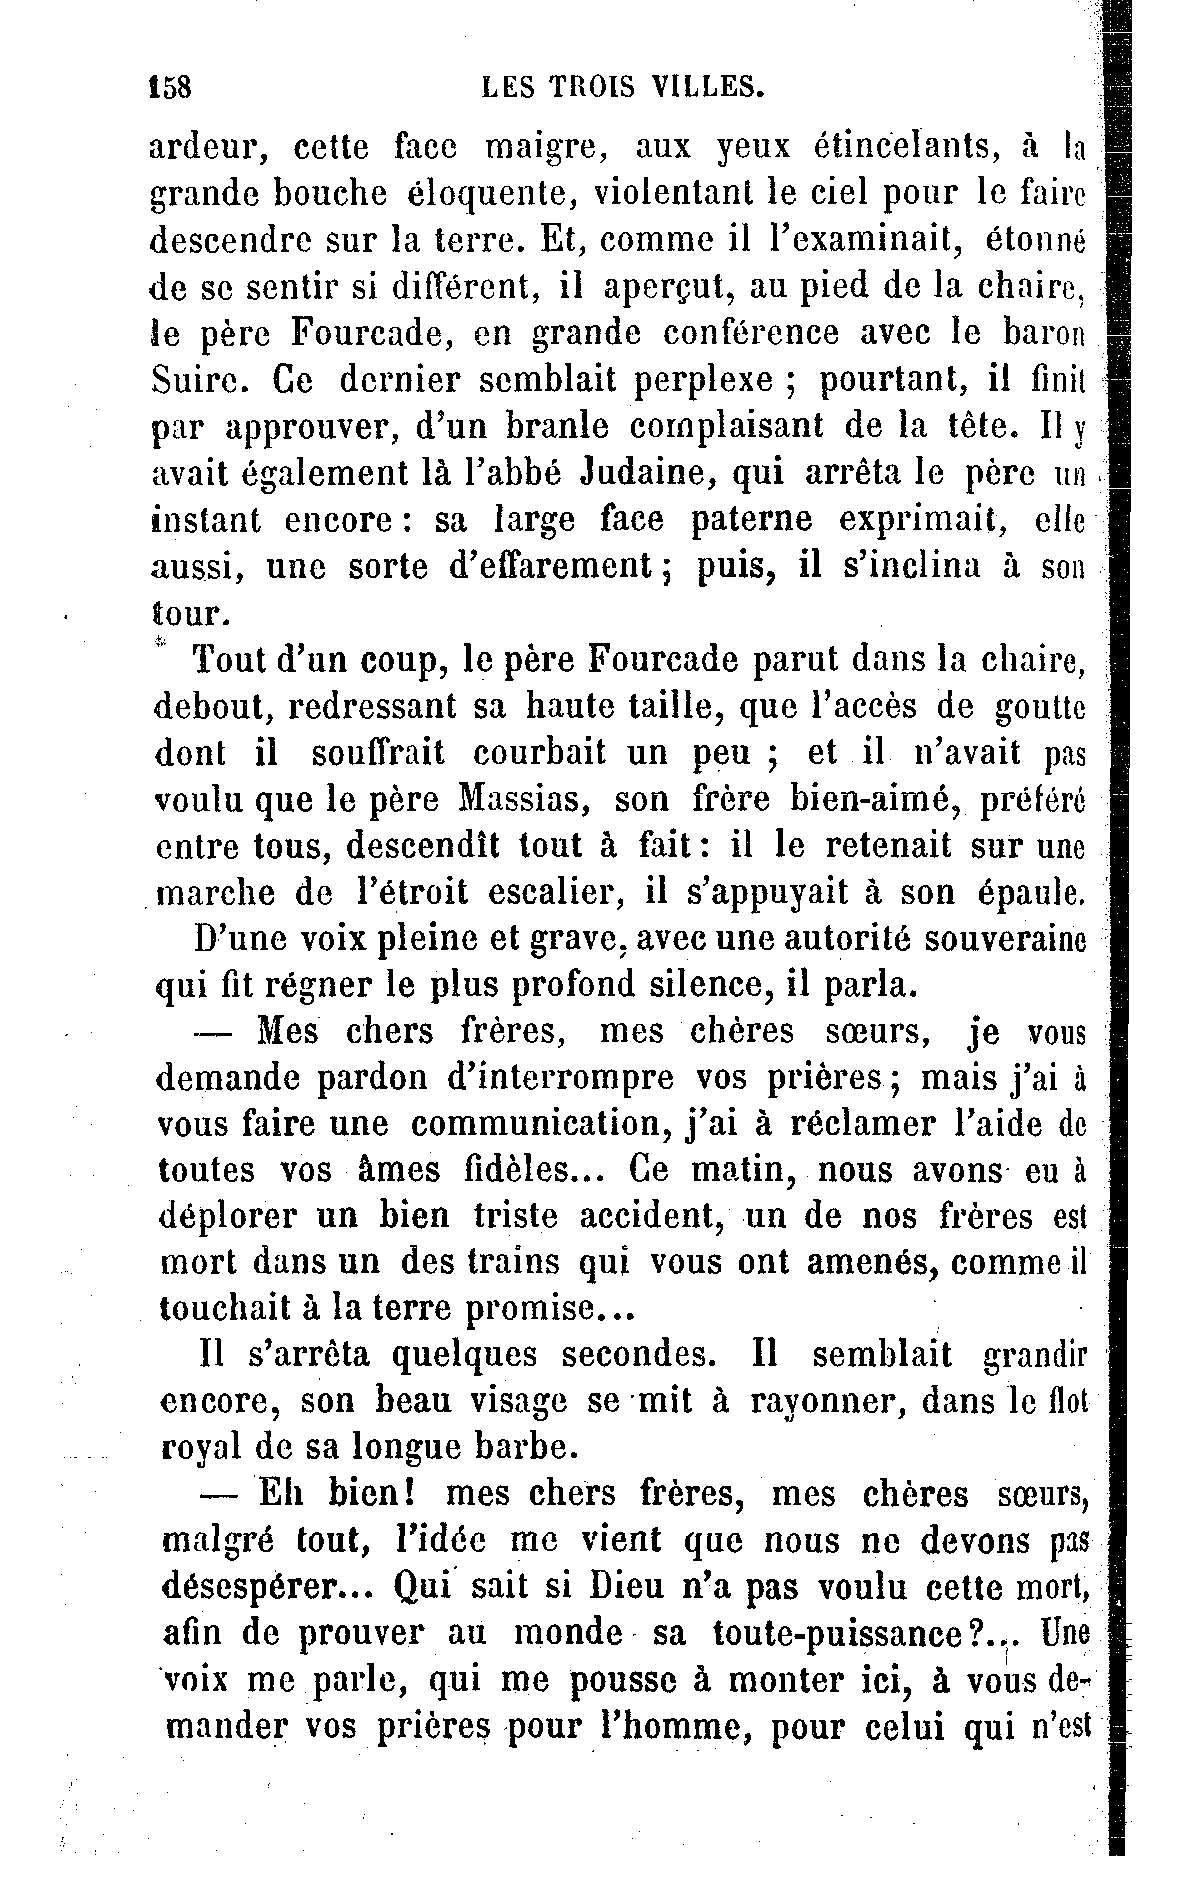 158 LES TROIS VILLES.
ardeur, cette face maigre, aux yeux étincelants, à la
grande bouche éloquente, violentant le ciel pour le faire
descendre sur la terre. Et, comme il l'examinait, étonné
de se sentir si différent, il aperçut, au pied de la chaire,
le père Fourcade, en grande conférence avec le baron
Suire. Ce dernier semblait perplexe ; pourtant, il finit
par approuver, d'un branle complaisant de la tête. Il y
avait également là l'abbé Judaine, qui arrêta le père un
instant encore : sa large face paterne exprimait, elle
aussi, une sorte d'effarement ; puis, il s'inclina à son
tour.
Tout d'un coup, le père Fourcade parut dans la chaire,
debout, redressant sa haute taille, que l'accès de goutte
dont il souffrait courbait un peu ; et il n'avait pas
voulu que le père Massias, son frère bien-aimé, préféré
entre tous, descendît tout à fait : il le retenait sur une
marche de l'étroit escalier, il s'appuyait à son épaule.
D'une voix pleine et grave, avec une autorité souveraine
qui fit régner le plus profond silence, il parla.
— Mes chers frères, mes chères sœurs, je vous
demande pardon d'interrompre vos prières ; mais j'ai à
vous faire une communication, j'ai à réclamer l'aide de
toutes vos âmes fidèles... Ce matin, nous avons eu à
déplorer un bien triste accident, un de nos frères est
mort dans un des trains qui vous ont amenés, comme il
touchait à la terre promise...
Il s'arrêta quelques secondes. Il semblait grandir
encore, son beau visage se mit à rayonner, dans le flot
royal de sa longue barbe.
— Eh bien! mes chers frères, mes chères sœurs,
malgré tout, l'idée me vient que nous ne devons pas
désespérer... Qui sait si Dieu n'a pas voulu cette mort,
afin de prouver au monde sa toute-puissance ?... Une
voix me parle, qui me pousse à monter ici, à vous de-
mander vos prières pour l'homme, pour celui qui n'est